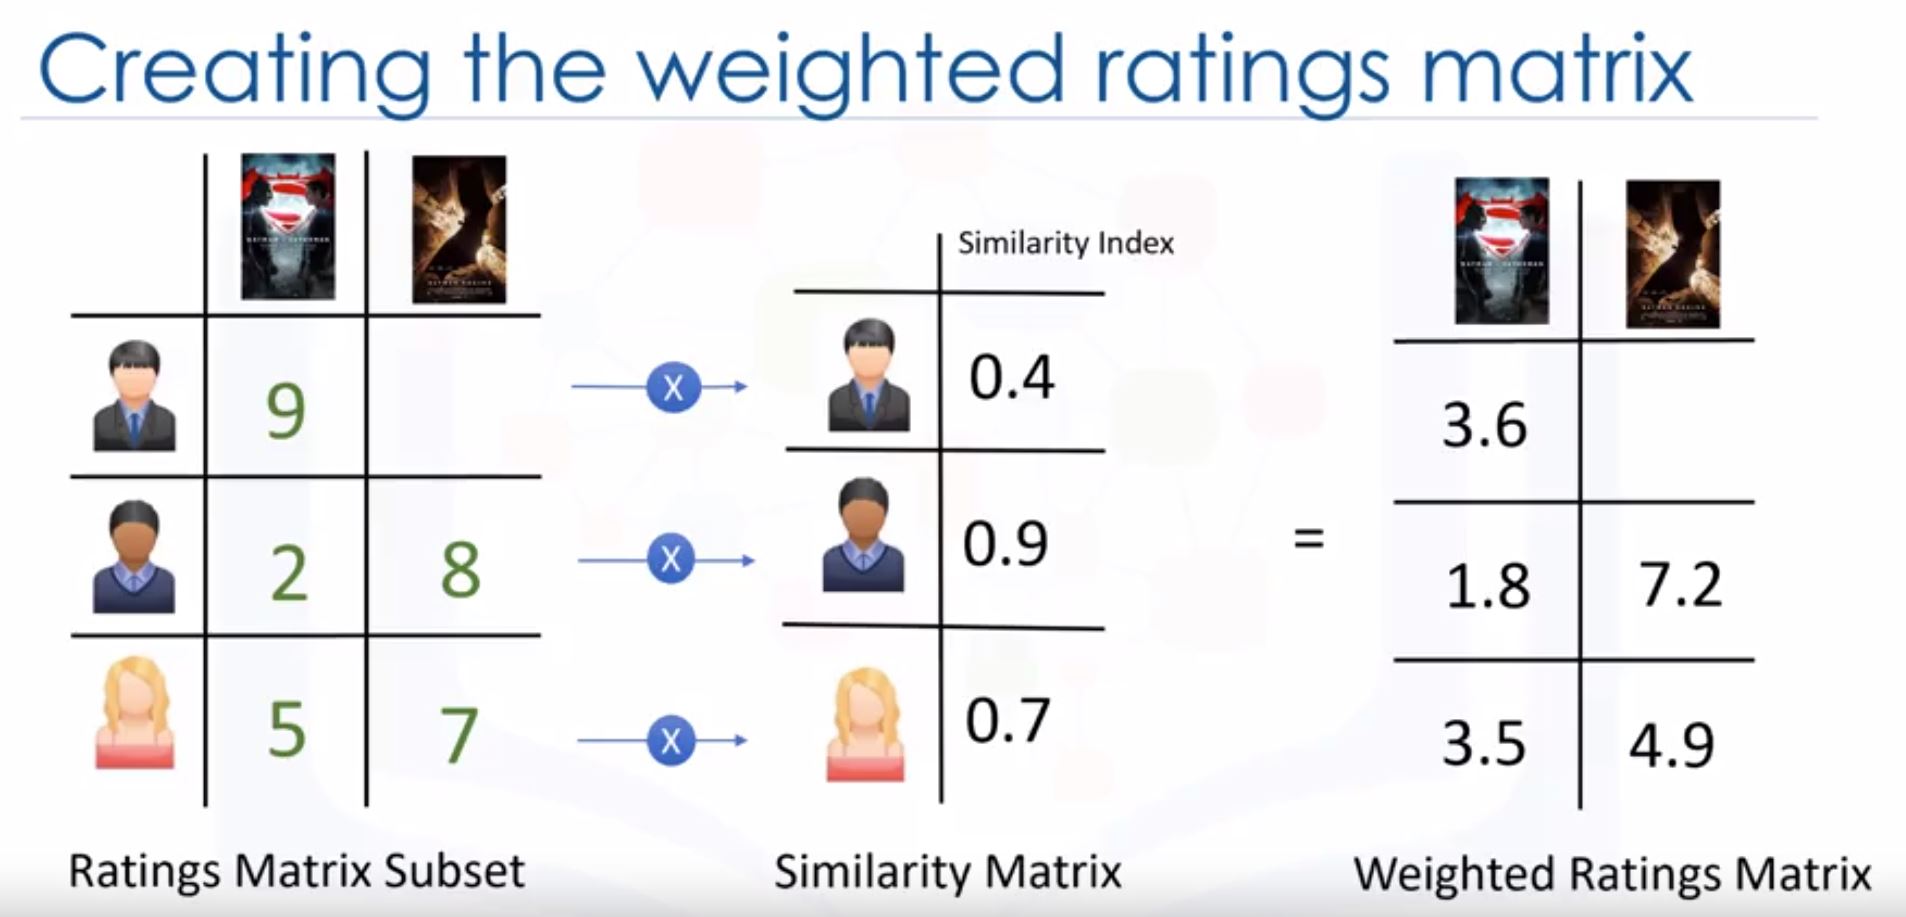 Creating the weighted ratings matrix
Similarity Index
9 X 0.4 3.6
2 8 X 0.9 = 1.8 7.2
5 7 X 0.7 3.5 4.9
Ratings Matrix Subset Similarity Matrix Weighted Ratings Matrix